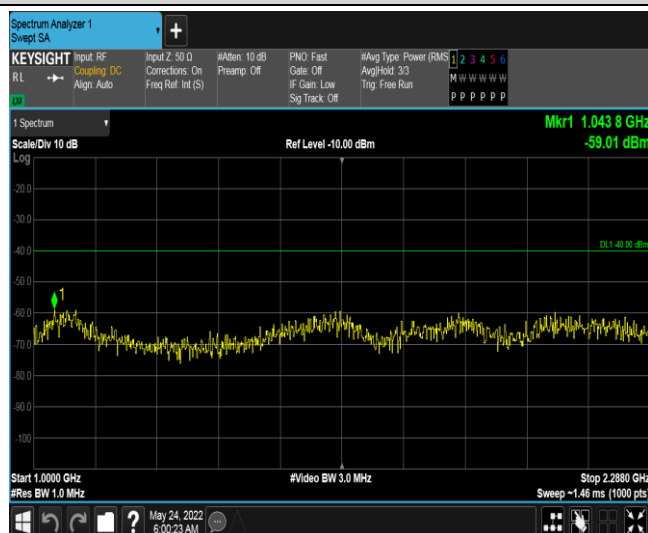 Spectrum Analyzer 1
Swept SA
+
KEYSIGHT
RL
Input: RF
Coupling: DC
Align: Auto
Input Z: 50 Ω
Corrections: On
Freq Ref: Int (S)
#Atten: 10 dB
Preamp: Off
PNO: Fast
Gate: Off
IF Gain: Low
Sig Track: Off
#Avg Type: Power (RMS
Avg|Hold: 3/3
Trig: Free Run
1 2 3 4 5 6
M W W W W W
P P P P P P
1 Spectrum
Mkr1 1.043 8 GHz
Scale/Div 10 dB
Ref Level -10.00 dBm
-59.01 dBm
Log
-20.0
-30.0
DL1 -40.00 dBm
-40.0
-50.0
1
-60.0
-70.0
-80.0
-90.0
-100
Start 1.0000 GHz
#Video BW 3.0 MHz
Stop 2.2880 GHz
#Res BW 1.0 MHz
Sweep ~1.46 ms (1000 pts)
?
May 24, 2022
6:00:23 AM